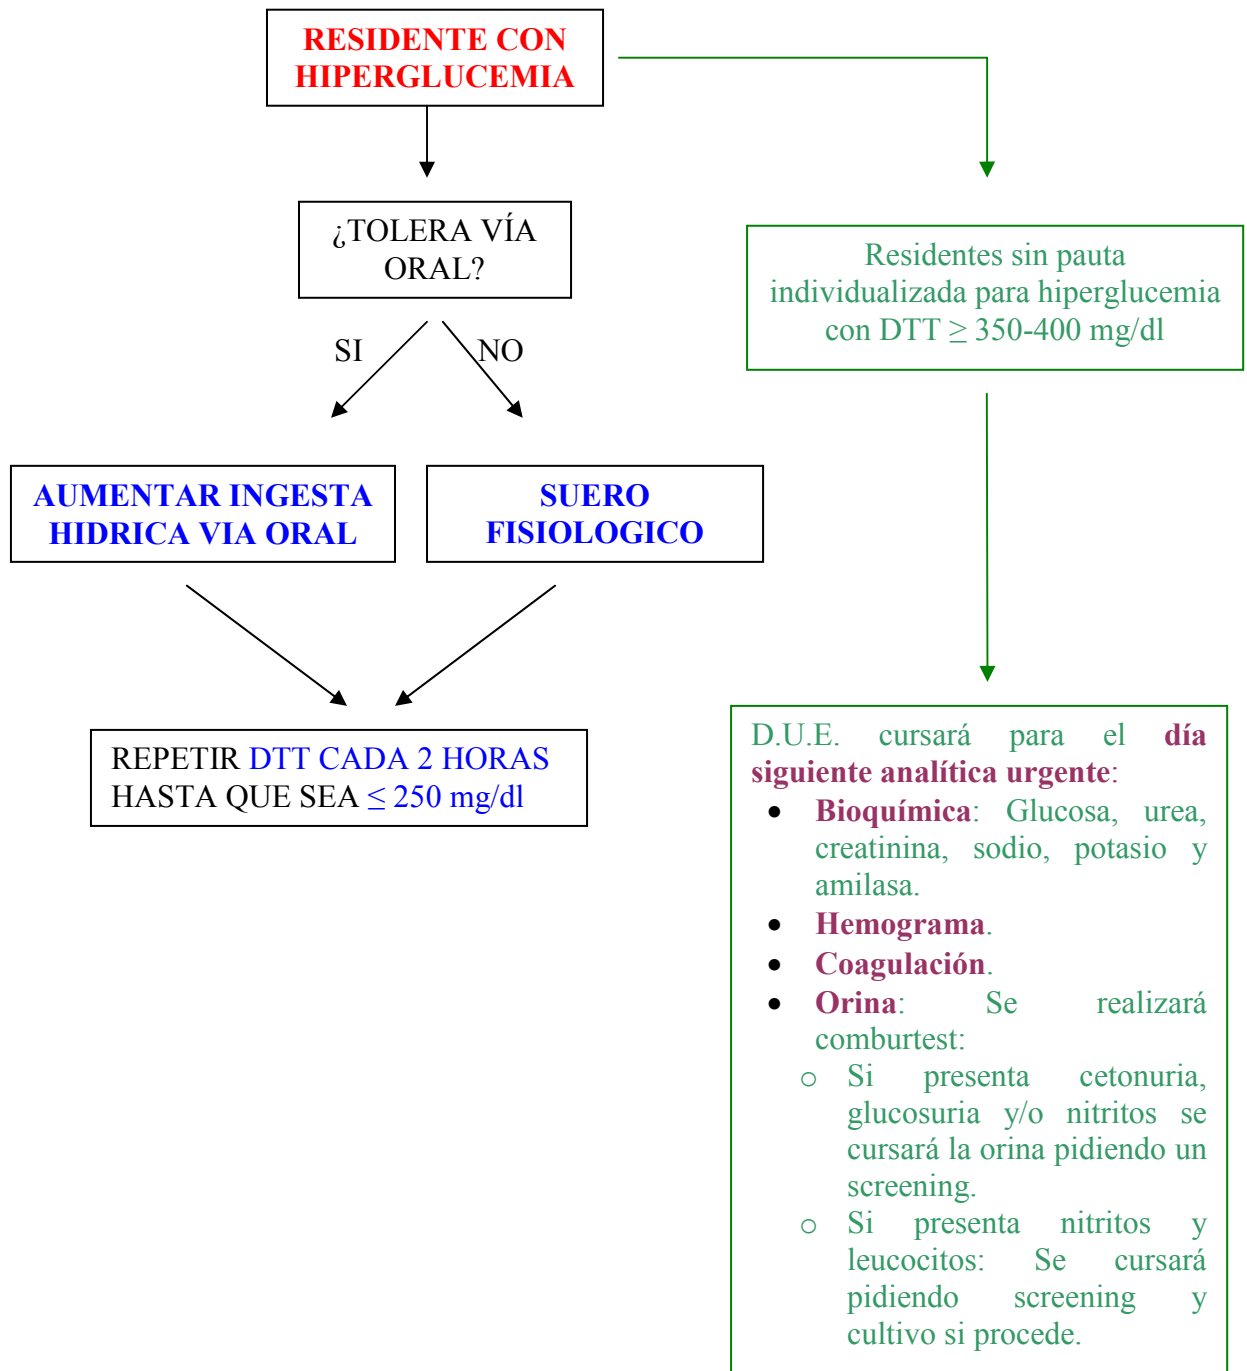 RESIDENTE CON
HIPERGLUCEMIA
¿TOLERA VÍA
ORAL?
SI
NO
AUMENTAR INGESTA
HIDRICA VIA ORAL
SUERO
FISIOLOGICO
REPETIR DTT CADA 2 HORAS
HASTA QUE SEA ≤ 250 mg/dl
Residentes sin pauta
individualizada para hiperglucemia
con DTT ≥ 350-400 mg/dl
D.U.E. cursará para el día
siguiente analítica urgente:
• Bioquímica: Glucosa, urea,
creatinina, sodio, potasio y
amilasa.
• Hemograma.
• Coagulación.
• Orina: Se realizará
comburtest:
o Si presenta cetonuria,
glucosuria y/o nitritos se
cursará la orina pidiendo un
screening.
o Si presenta nitritos y
leucocitos: Se cursará
pidiendo screening y
cultivo si procede.